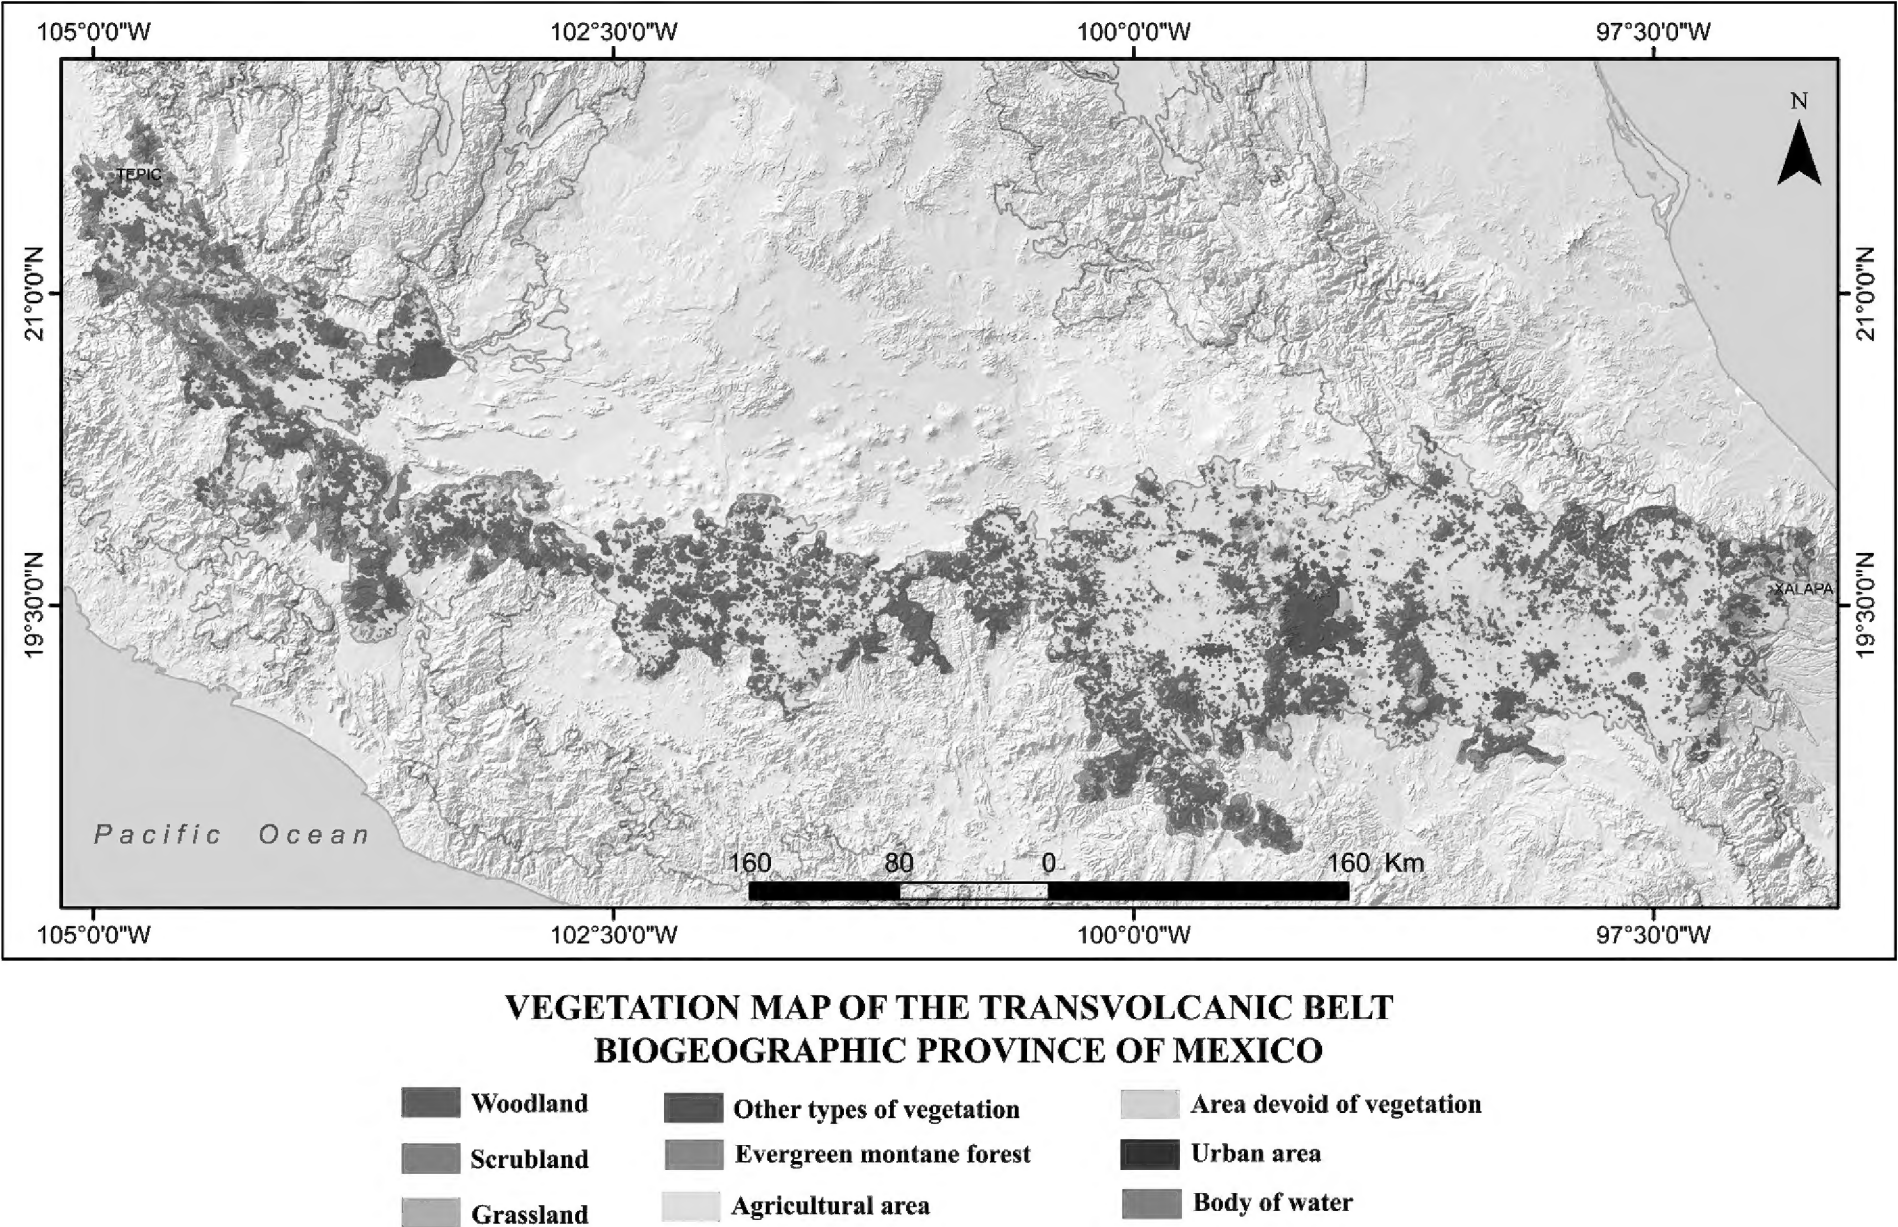 105°0'0"W 102°30'0"W 100°0'0"W 97°30'0"W
N
TEPIC
21°0'0"N 21°0'0"N
19°30'0"N 19°30'0"N
XALAPA
Pacific Ocean
160 80 0 160 Km
105°0'0"W 102°30'0"W 100°0'0"W 97°30'0"W
VEGETATION MAP OF THE TRANSVOLCANIC BELT
BIOGEOGRAPHIC PROVINCE OF MEXICO
Woodland
Scrubland
Grassland
Other types of vegetation
Evergreen montane forest
Agricultural area
Area devoid of vegetation
Urban area
Body of water